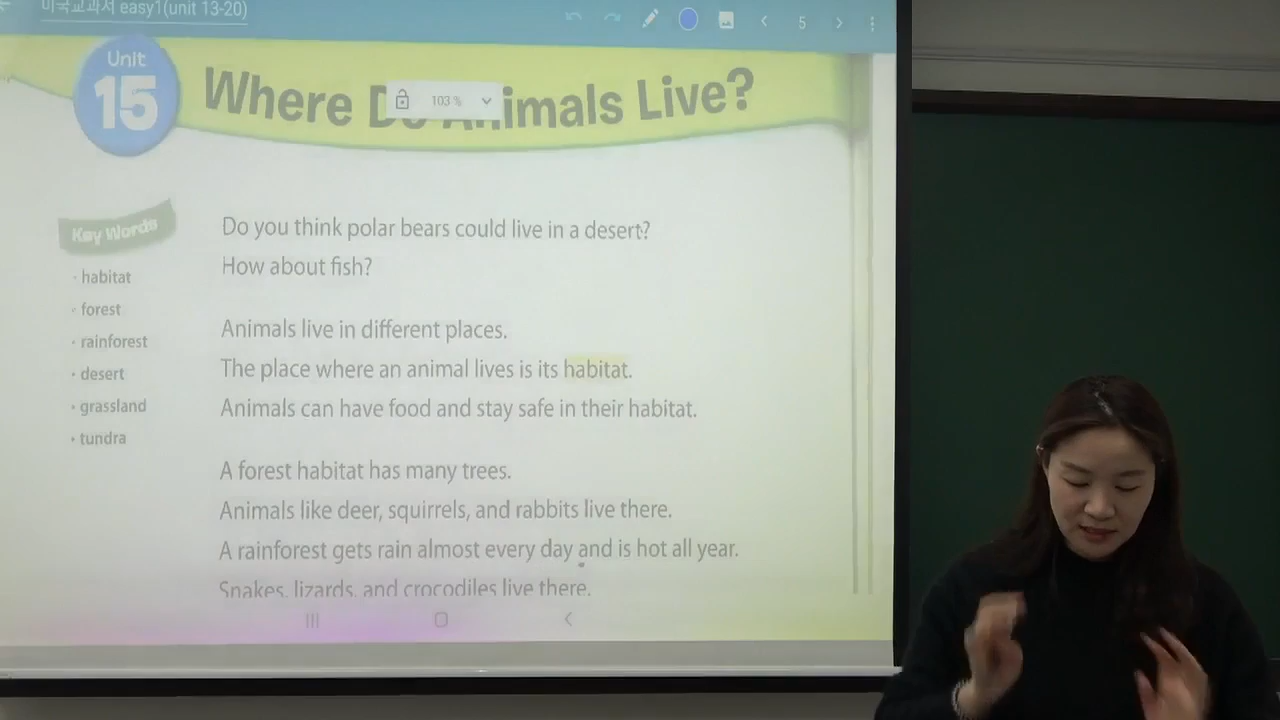 미국교과서 easy1(unit 13-20)
5
Unit
15
Where Do Animals Live?
103 %
Key Words
· habitat
· forest
· rainforest
· desert
· grassland
· tundra
Do you think polar bears could live in a desert?
How about fish?
Animals live in different places.
The place where an animal lives is its habitat.
Animals can have food and stay safe in their habitat.
A forest habitat has many trees.
Animals like deer, squirrels, and rabbits live there.
A rainforest gets rain almost every day and is hot all year.
Snakes, lizards, and crocodiles live there.